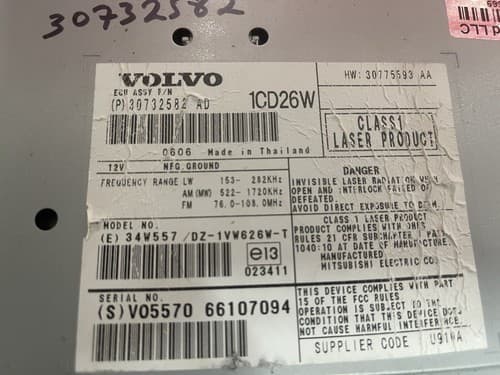 30732582
d LLC
VOLVO
ECU ASSY P/N
(P) 30732582 AD
1CD26W
HW: 30775593 AA
CLASS1
LASER PRODUCT
0606 Made in Thailand
12V NFG.GROUND
FREQUENCY RANGE LW 153- 282KHz
AM (MW) 522- 1720KHz
FM 76.0-108.0MHz
DANGER
INVISIBLE LASER RADIATION WHEN
OPEN AND INTERLOCK FAILED OR
DEFEATED.
AVOID DIRECT EXPOSURE TO BEAM.
MODEL NO.
(E) 34W557 /DZ-1VW626W-T
e13
023411
CLASS 1 LASER PRODUCT
PRODUCT COMPLIES WITH DHHS
RULES 21 CFR SUBCHAPTER J PART
1040:10 AT DATE OF MANUFACTURE
MITSUBISHI ELECTRIC CO.
SERIAL NO.
(S) V05570 66107094
THIS DEVICE COMPLIES WITH PART
15 OF THE FCC RULES.
OPERATION IS SUBJECT TO THE
CONDITION THAT THIS DEVICE DOES
NOT CAUSE HARMFUL INTERFERENCE.
SUPPLIER CODE U910A